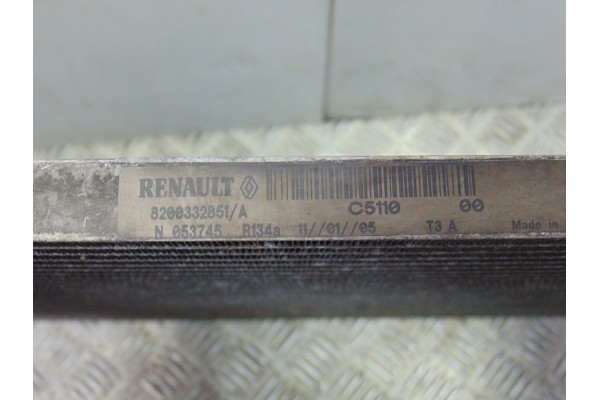 RENAULT
C5110 00
8200332851/A
N 053745 R134a 11//01//05 T3 A Made in